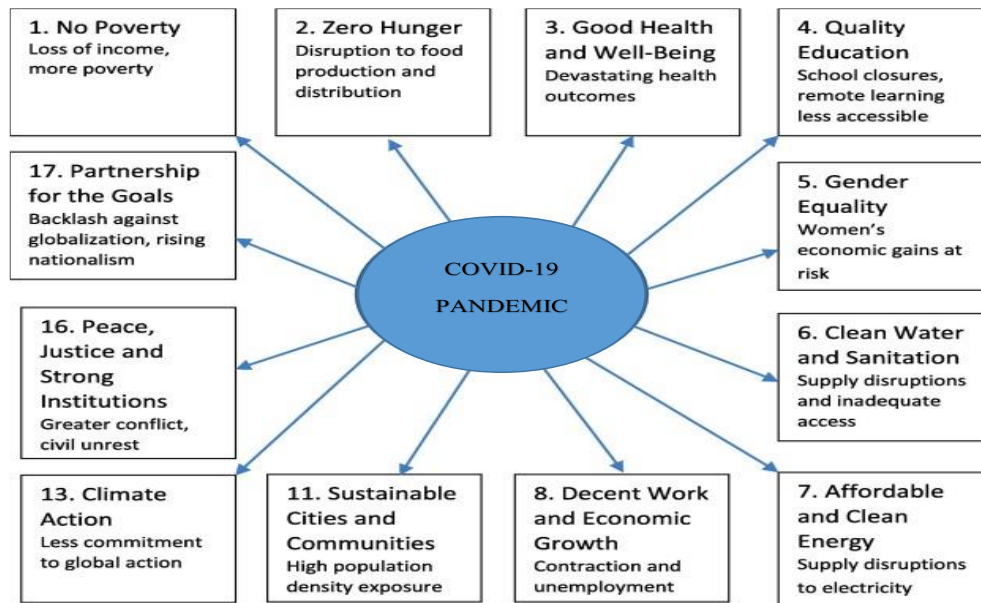 1. No Poverty
Loss of income,
more poverty
2. Zero Hunger
Disruption to food
production and
distribution
3. Good Health
and Well-Being
Devastating health
outcomes
4. Quality
Education
School closures,
remote learning
less accessible
17. Partnership
for the Goals
Backlash against
globalization, rising
nationalism
COVID-19
PANDEMIC
5. Gender
Equality
Women’s
economic gains at
risk
16. Peace,
Justice and
Strong
Institutions
Greater conflict,
civil unrest
6. Clean Water
and Sanitation
Supply disruptions
and inadequate
access
13. Climate
Action
Less commitment
to global action
11. Sustainable
Cities and
Communities
High population
density exposure
8. Decent Work
and Economic
Growth
Contraction and
unemployment
7. Affordable
and Clean
Energy
Supply disruptions
to electricity